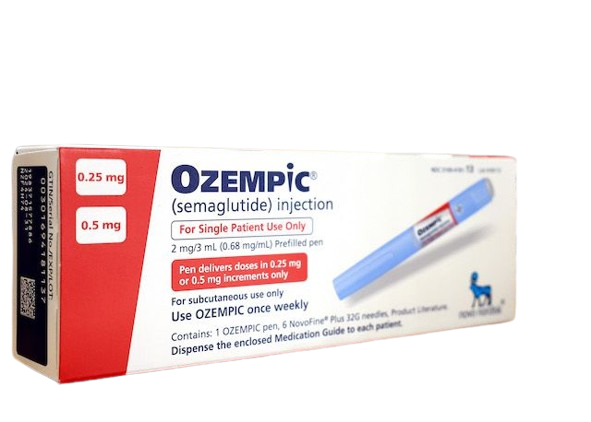 0.25 mg
0.5 mg
OZEMPIC®
(semaglutide) injection
For Single Patient Use Only
2 mg/3 mL (0.68 mg/mL) Prefilled pen
Pen delivers doses in 0.25 mg
or 0.5 mg increments only
For subcutaneous use only
Use OZEMPIC once weekly
Contains: 1 OZEMPIC pen, 6 NovoFine® Plus 32G needles, Product Literature.
Dispense the enclosed Medication Guide to each patient.
OZEMPIC
novo nordisk